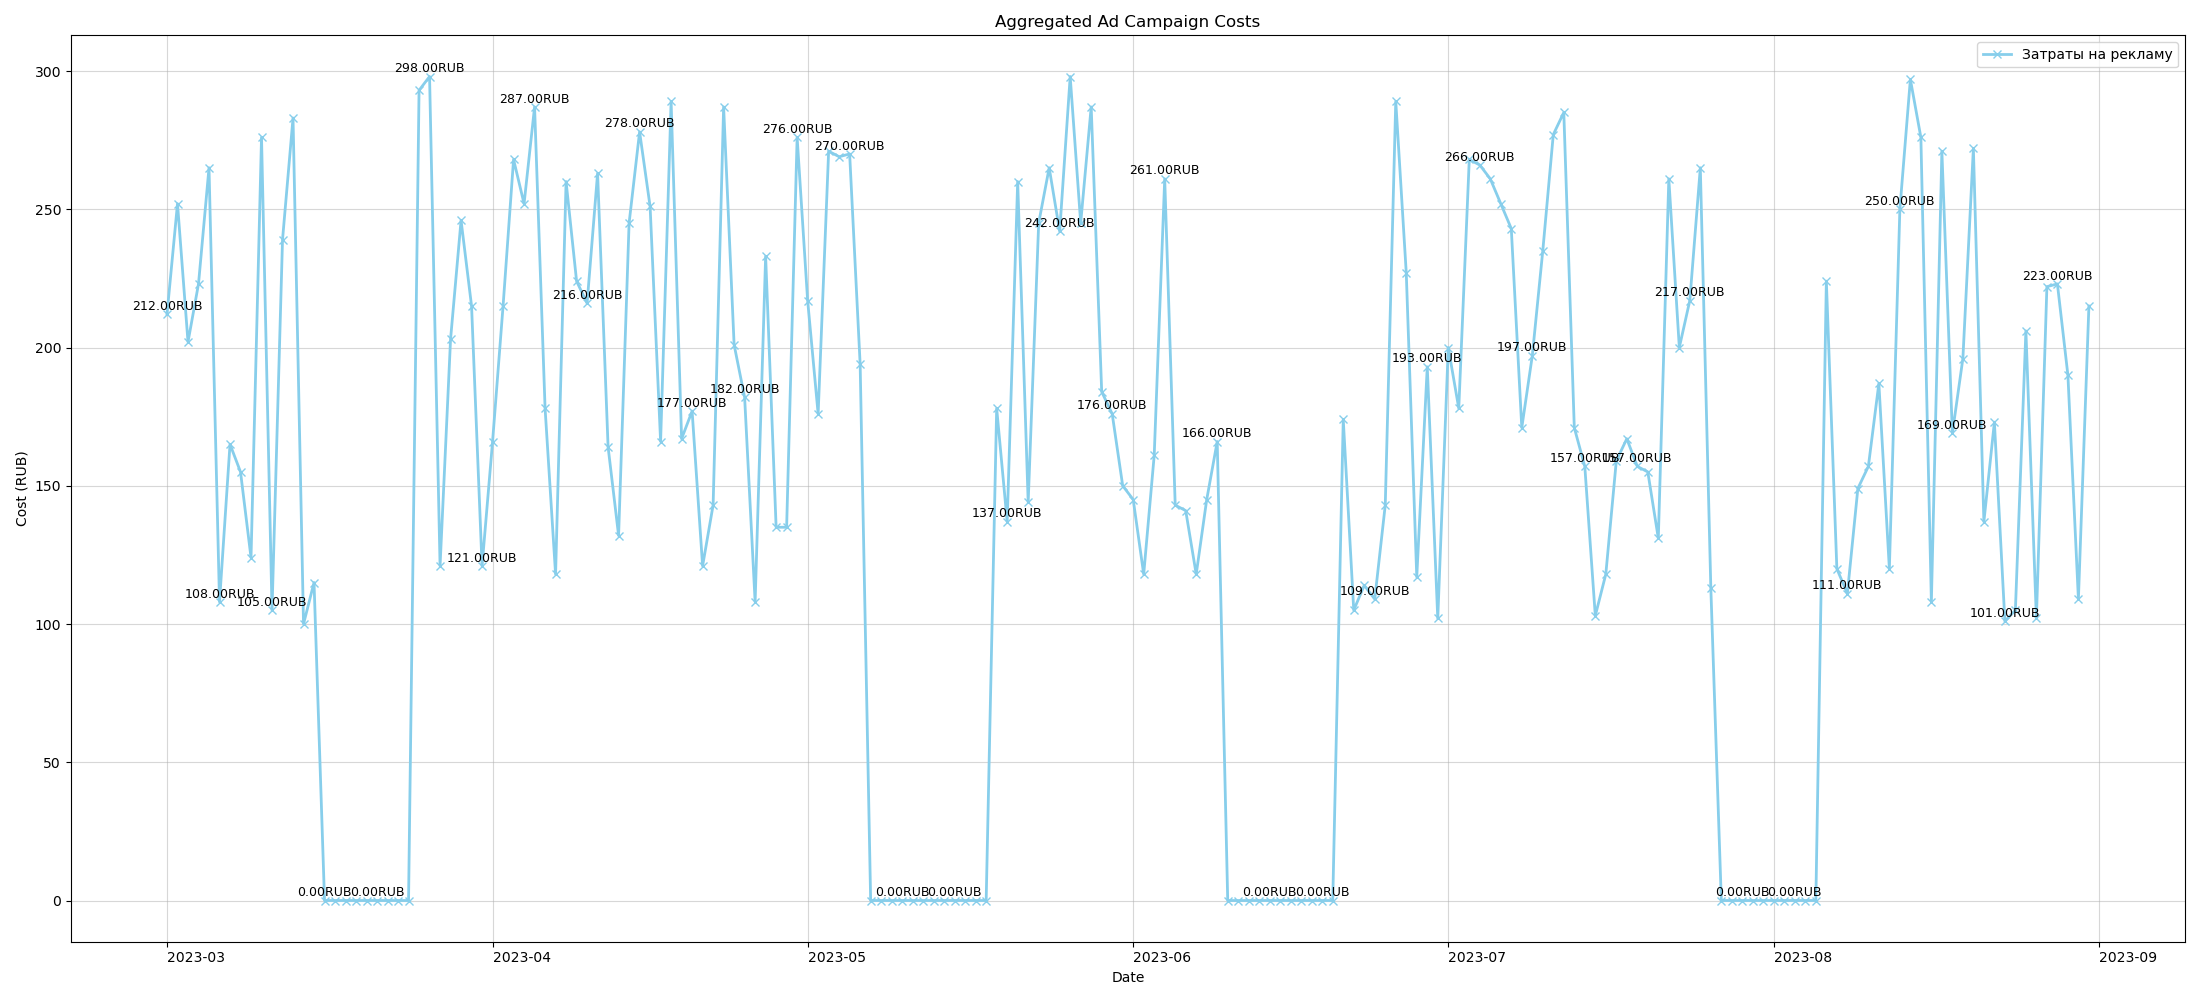 Aggregated Ad Campaign Costs
Затраты на рекламу
Cost (RUB)
300
250
200
150
100
50
0
212.00RUB
108.00RUB
105.00RUB
0.00RUB
0.00RUB
298.00RUB
121.00RUB
287.00RUB
216.00RUB
278.00RUB
177.00RUB
182.00RUB
276.00RUB
270.00RUB
0.00RUB
0.00RUB
137.00RUB
242.00RUB
176.00RUB
261.00RUB
166.00RUB
0.00RUB
0.00RUB
109.00RUB
193.00RUB
266.00RUB
197.00RUB
157.00RUB
157.00RUB
217.00RUB
0.00RUB
0.00RUB
111.00RUB
250.00RUB
169.00RUB
101.00RUB
223.00RUB
2023-03
2023-04
2023-05
2023-06
2023-07
2023-08
2023-09
Date